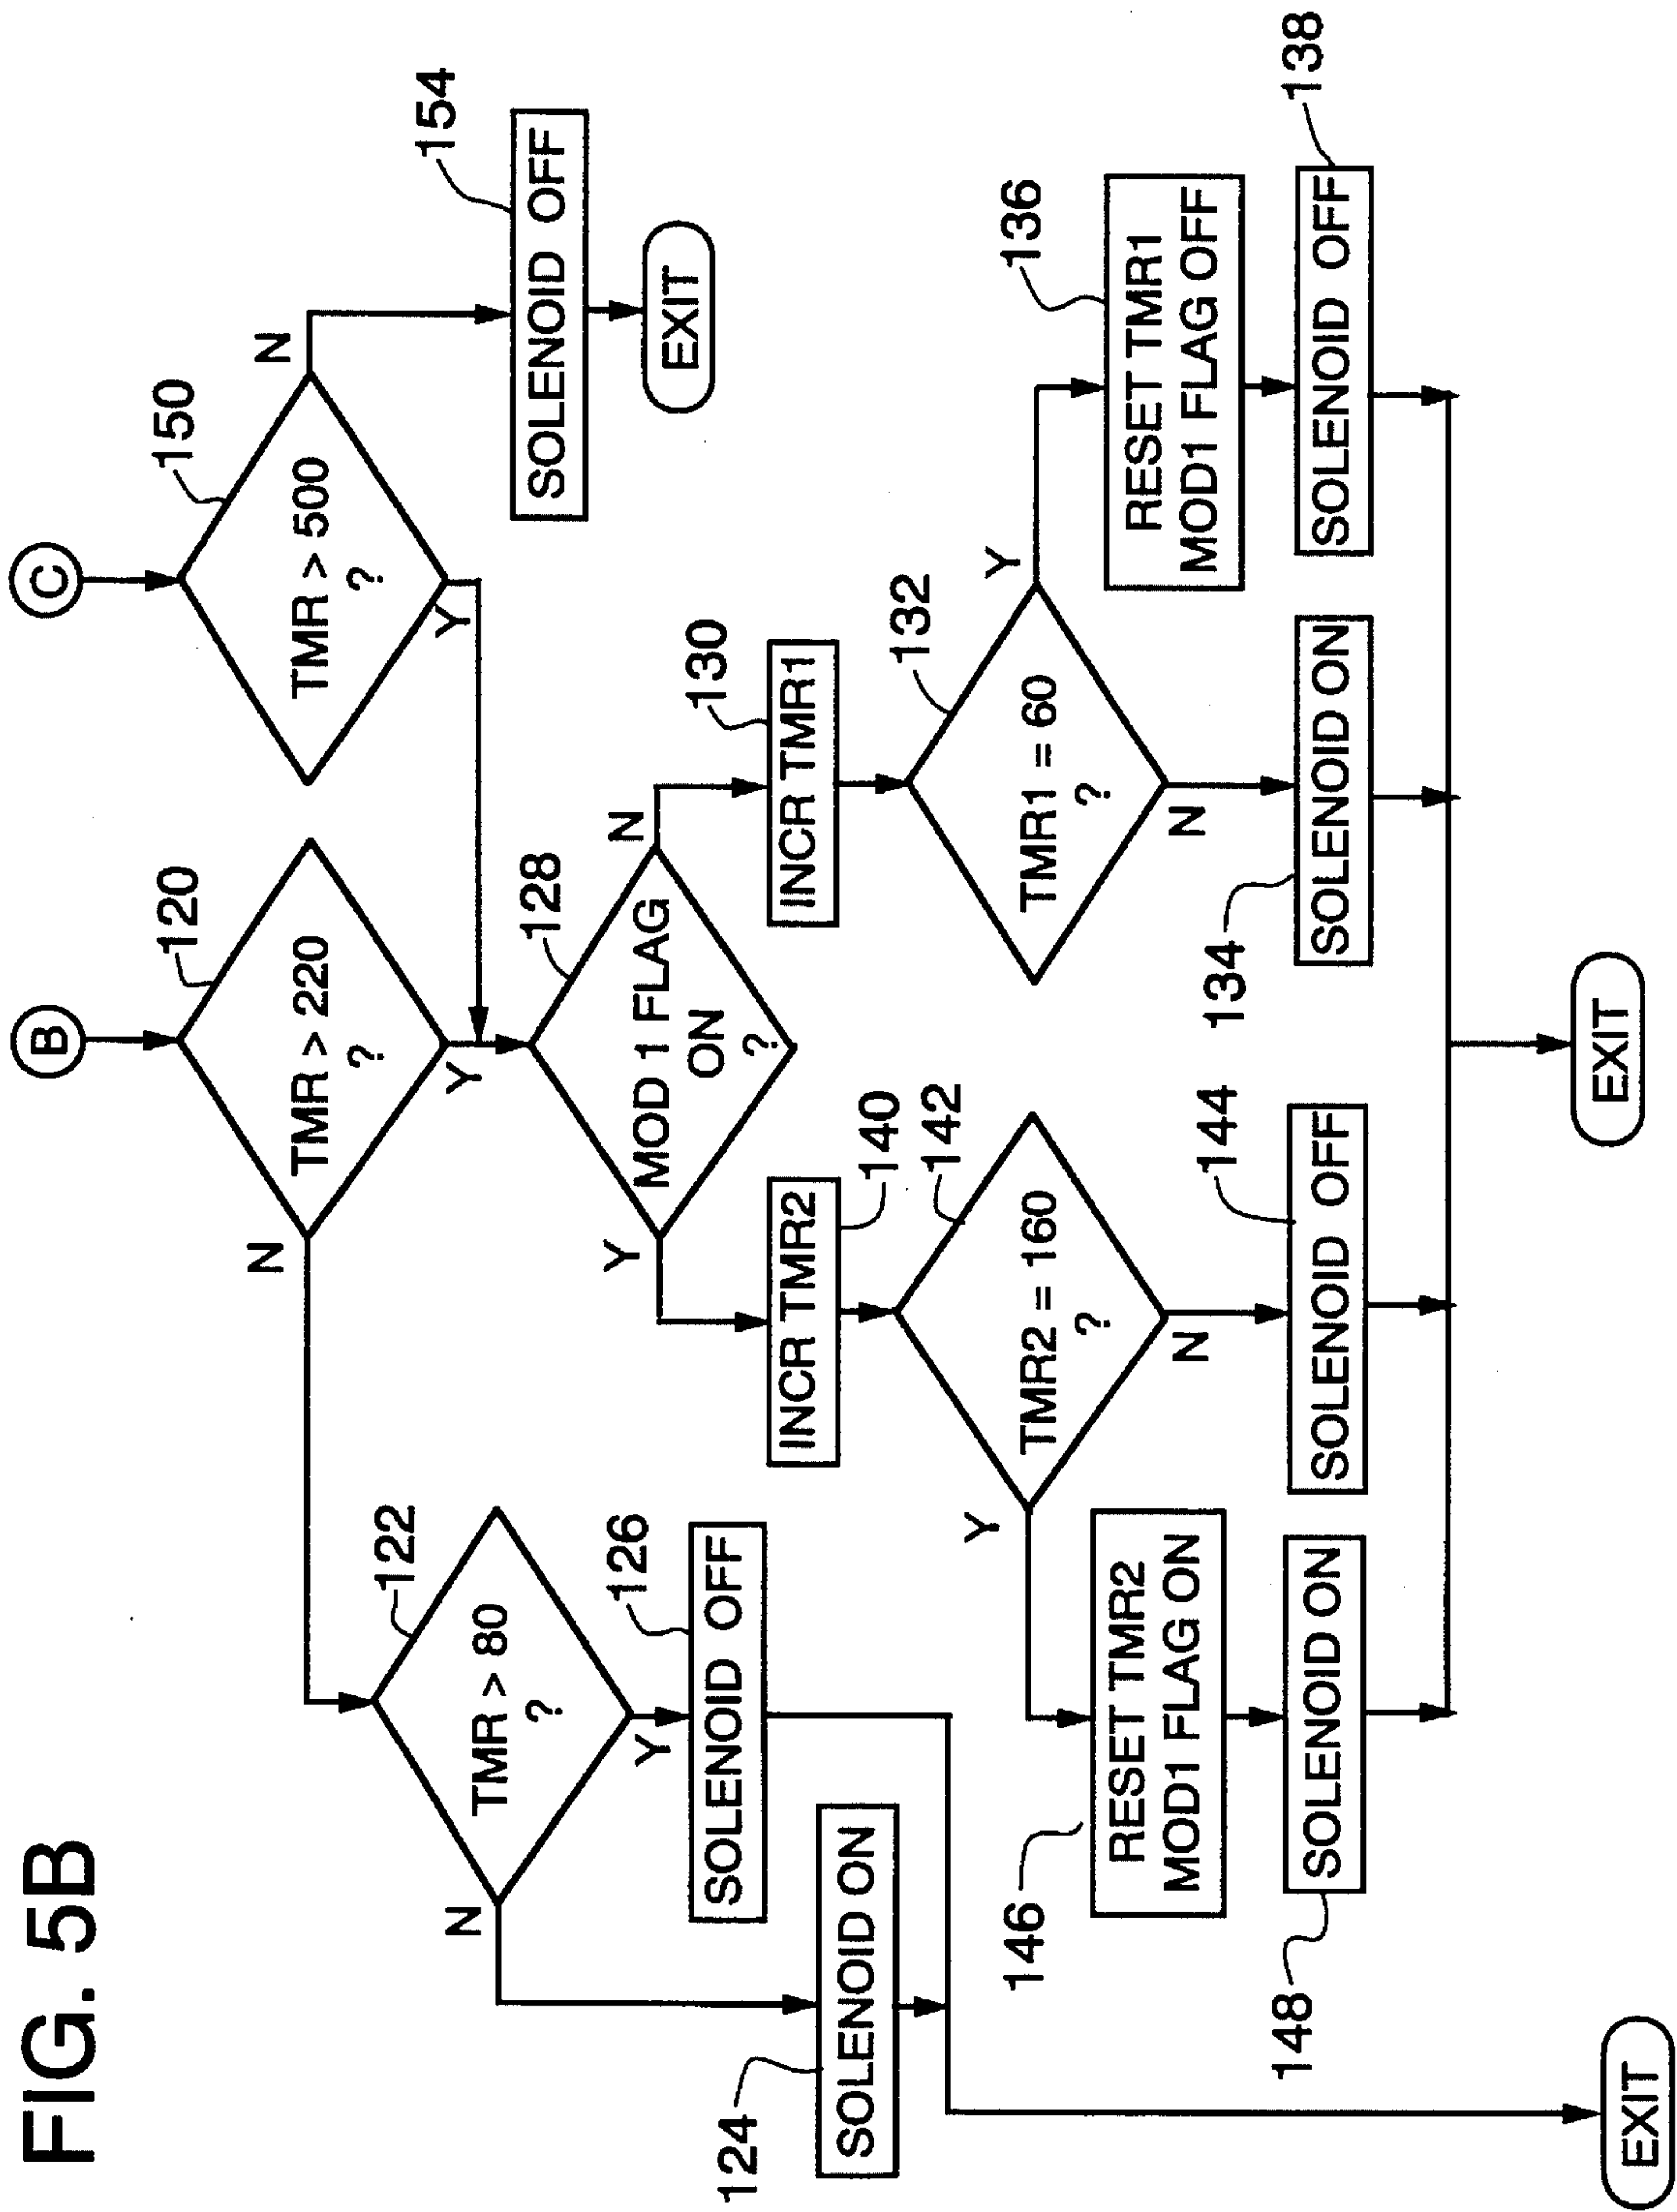 FIG. 5B
B
C
120
TMR > 220
?
N
Y
150
TMR > 500
?
N
Y
154
SOLENOID OFF
EXIT
122
TMR > 80
?
N
Y
126
SOLENOID OFF
124
SOLENOID ON
128
MOD 1 FLAG
ON
?
Y
N
140
INCR TMR2
130
INCR TMR1
142
TMR2 = 160
?
Y
N
132
TMR1 = 60
?
N
Y
146
RESET TMR2
MOD1 FLAG ON
136
RESET TMR1
MOD1 FLAG OFF
148
SOLENOID ON
144
SOLENOID OFF
134
SOLENOID ON
138
SOLENOID OFF
EXIT
EXIT